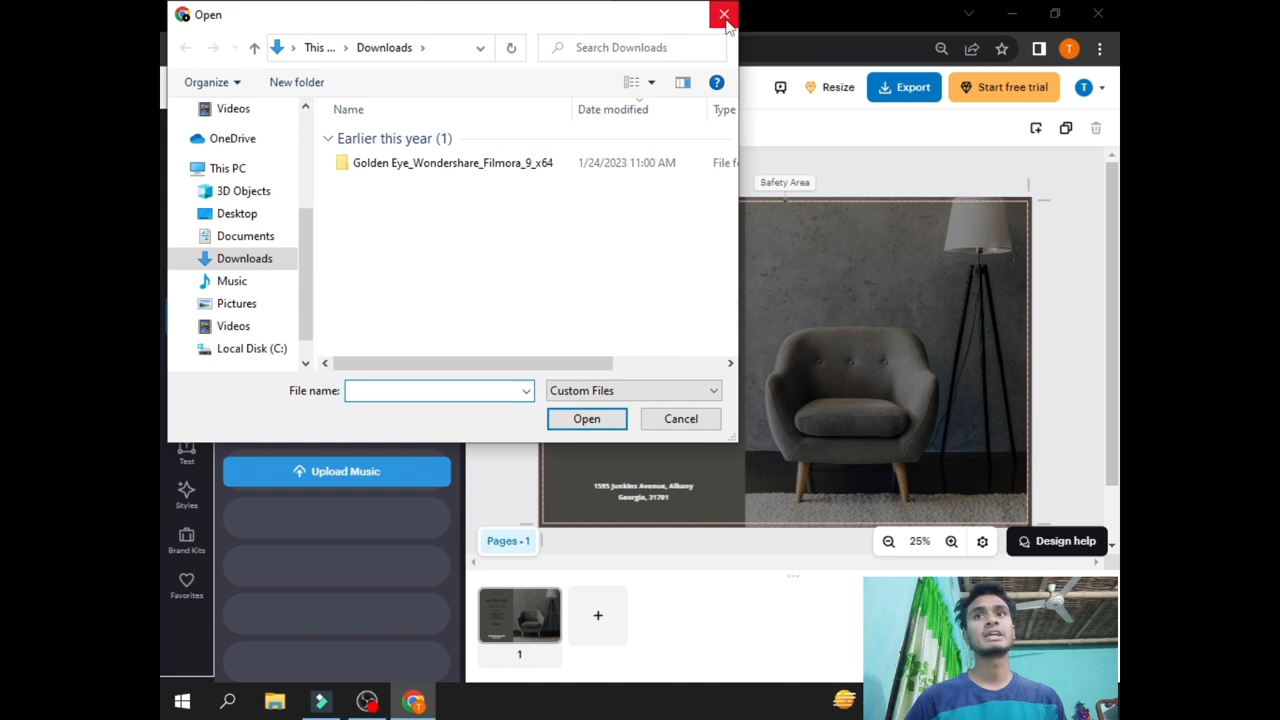 Open
This ...
Downloads
Search Downloads
Organize
New folder
Resize
Export
Start free trial
T
T
Videos
OneDrive
This PC
3D Objects
Desktop
Documents
Downloads
Music
Pictures
Videos
Local Disk (C:)
Name
Date modified
Type
Earlier this year (1)
Golden Eye_Wondershare_Filmora_9_x64
1/24/2023 11:00 AM
File f
File name:
Custom Files
Open
Cancel
Safety Area
Text
Styles
Brand Kits
Favorites
Upload Music
1595 Junkins Avenue, Albany
Georgia, 31701
Pages • 1
25%
Design help
1
T